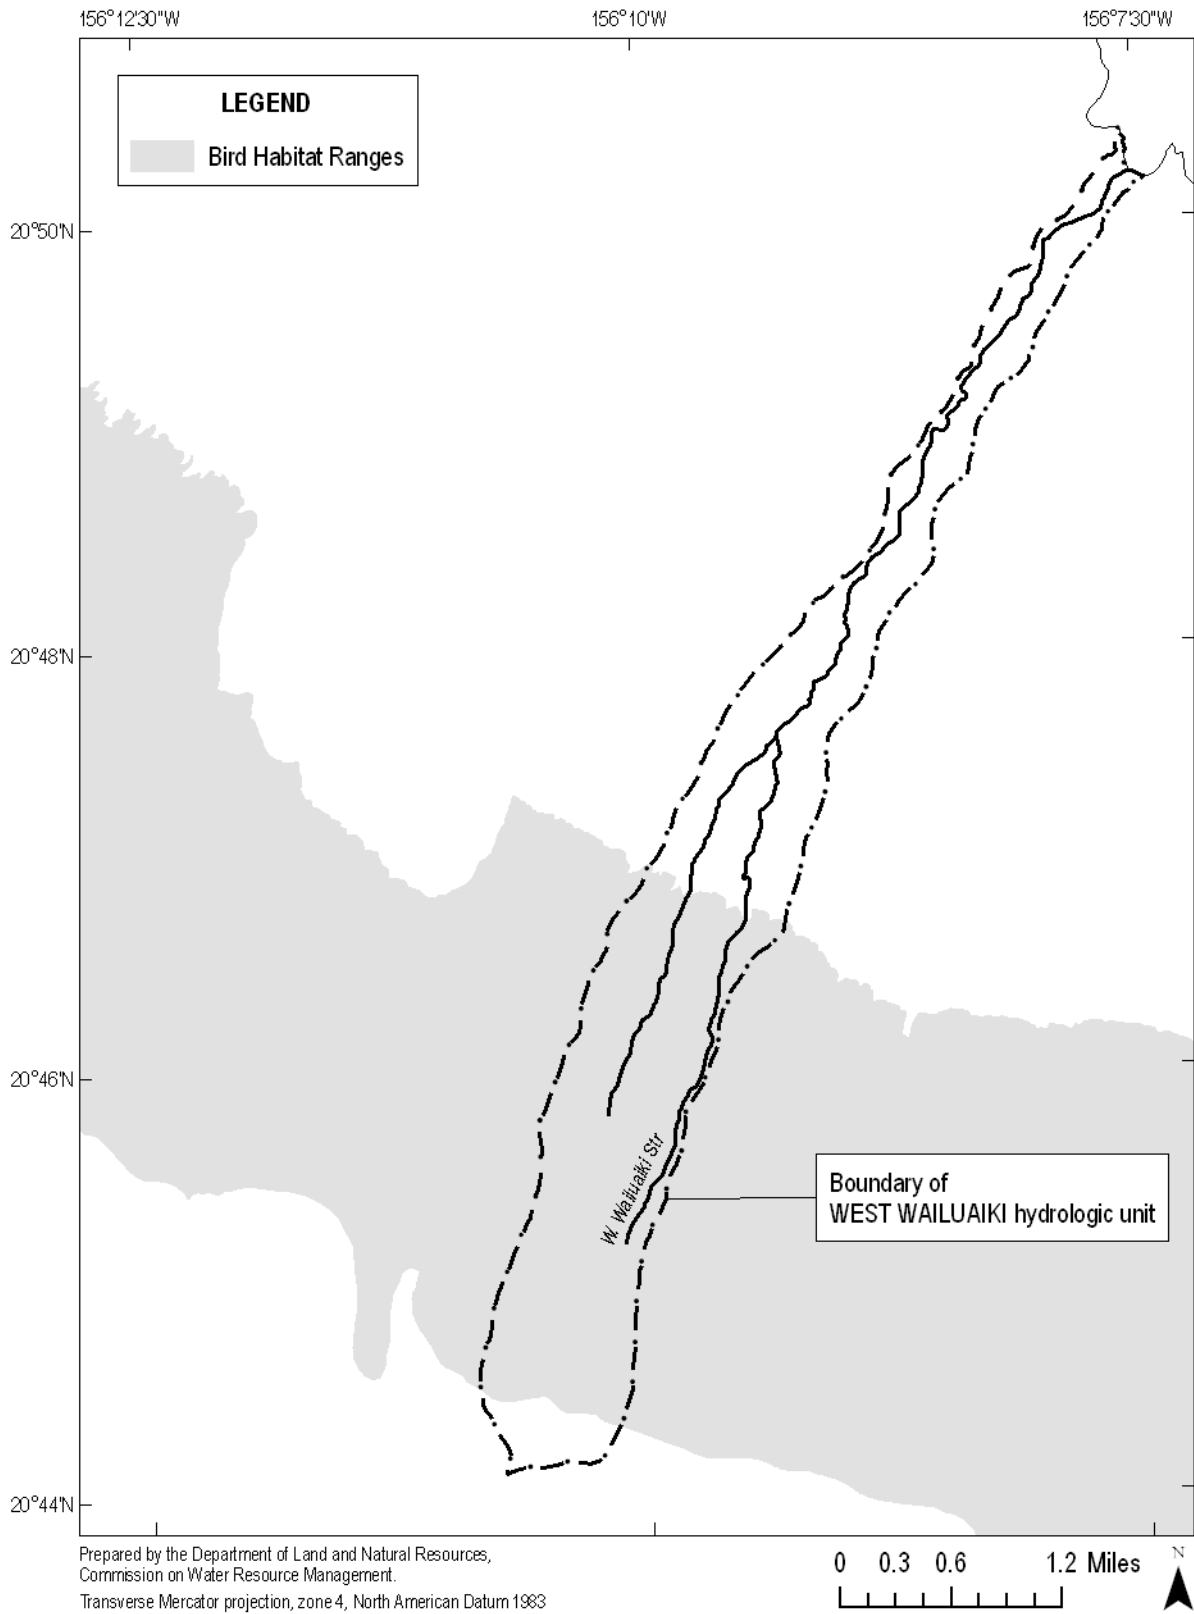 156°12'30"W
156°10'W
156°7'30"W
LEGEND
Bird Habitat Ranges
20°50'N
20°48'N
20°46'N
W. Wailuaiki Str
Boundary of
WEST WAILUAIKI hydrologic unit
20°44'N
Prepared by the Department of Land and Natural Resources,
Commission on Water Resource Management.
Transverse Mercator projection, zone 4, North American Datum 1983
0 0.3 0.6 1.2 Miles
N